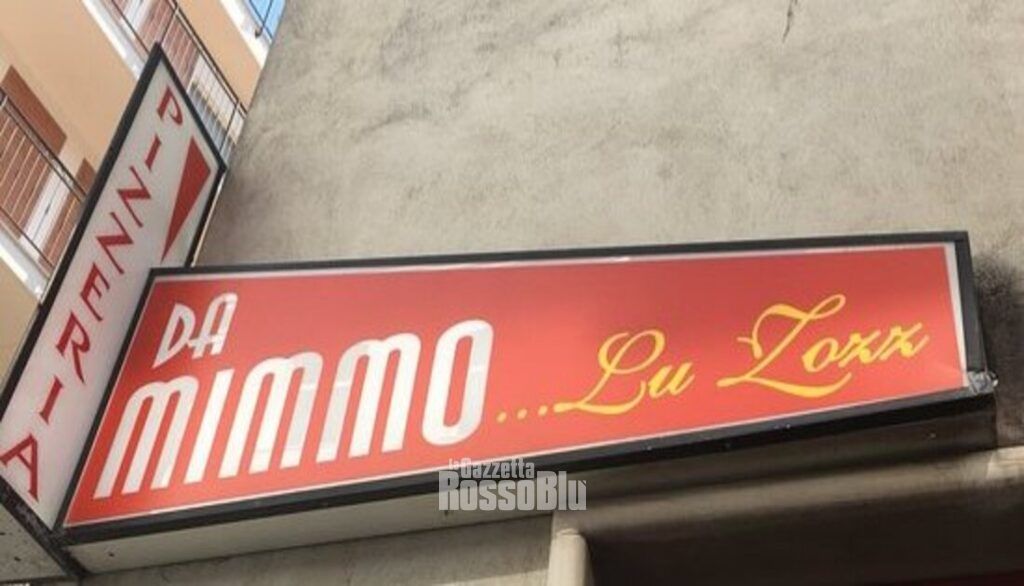 PIZZERIA
DA
MIMMO
...Lu Zozz
la Gazzetta
RossoBlù